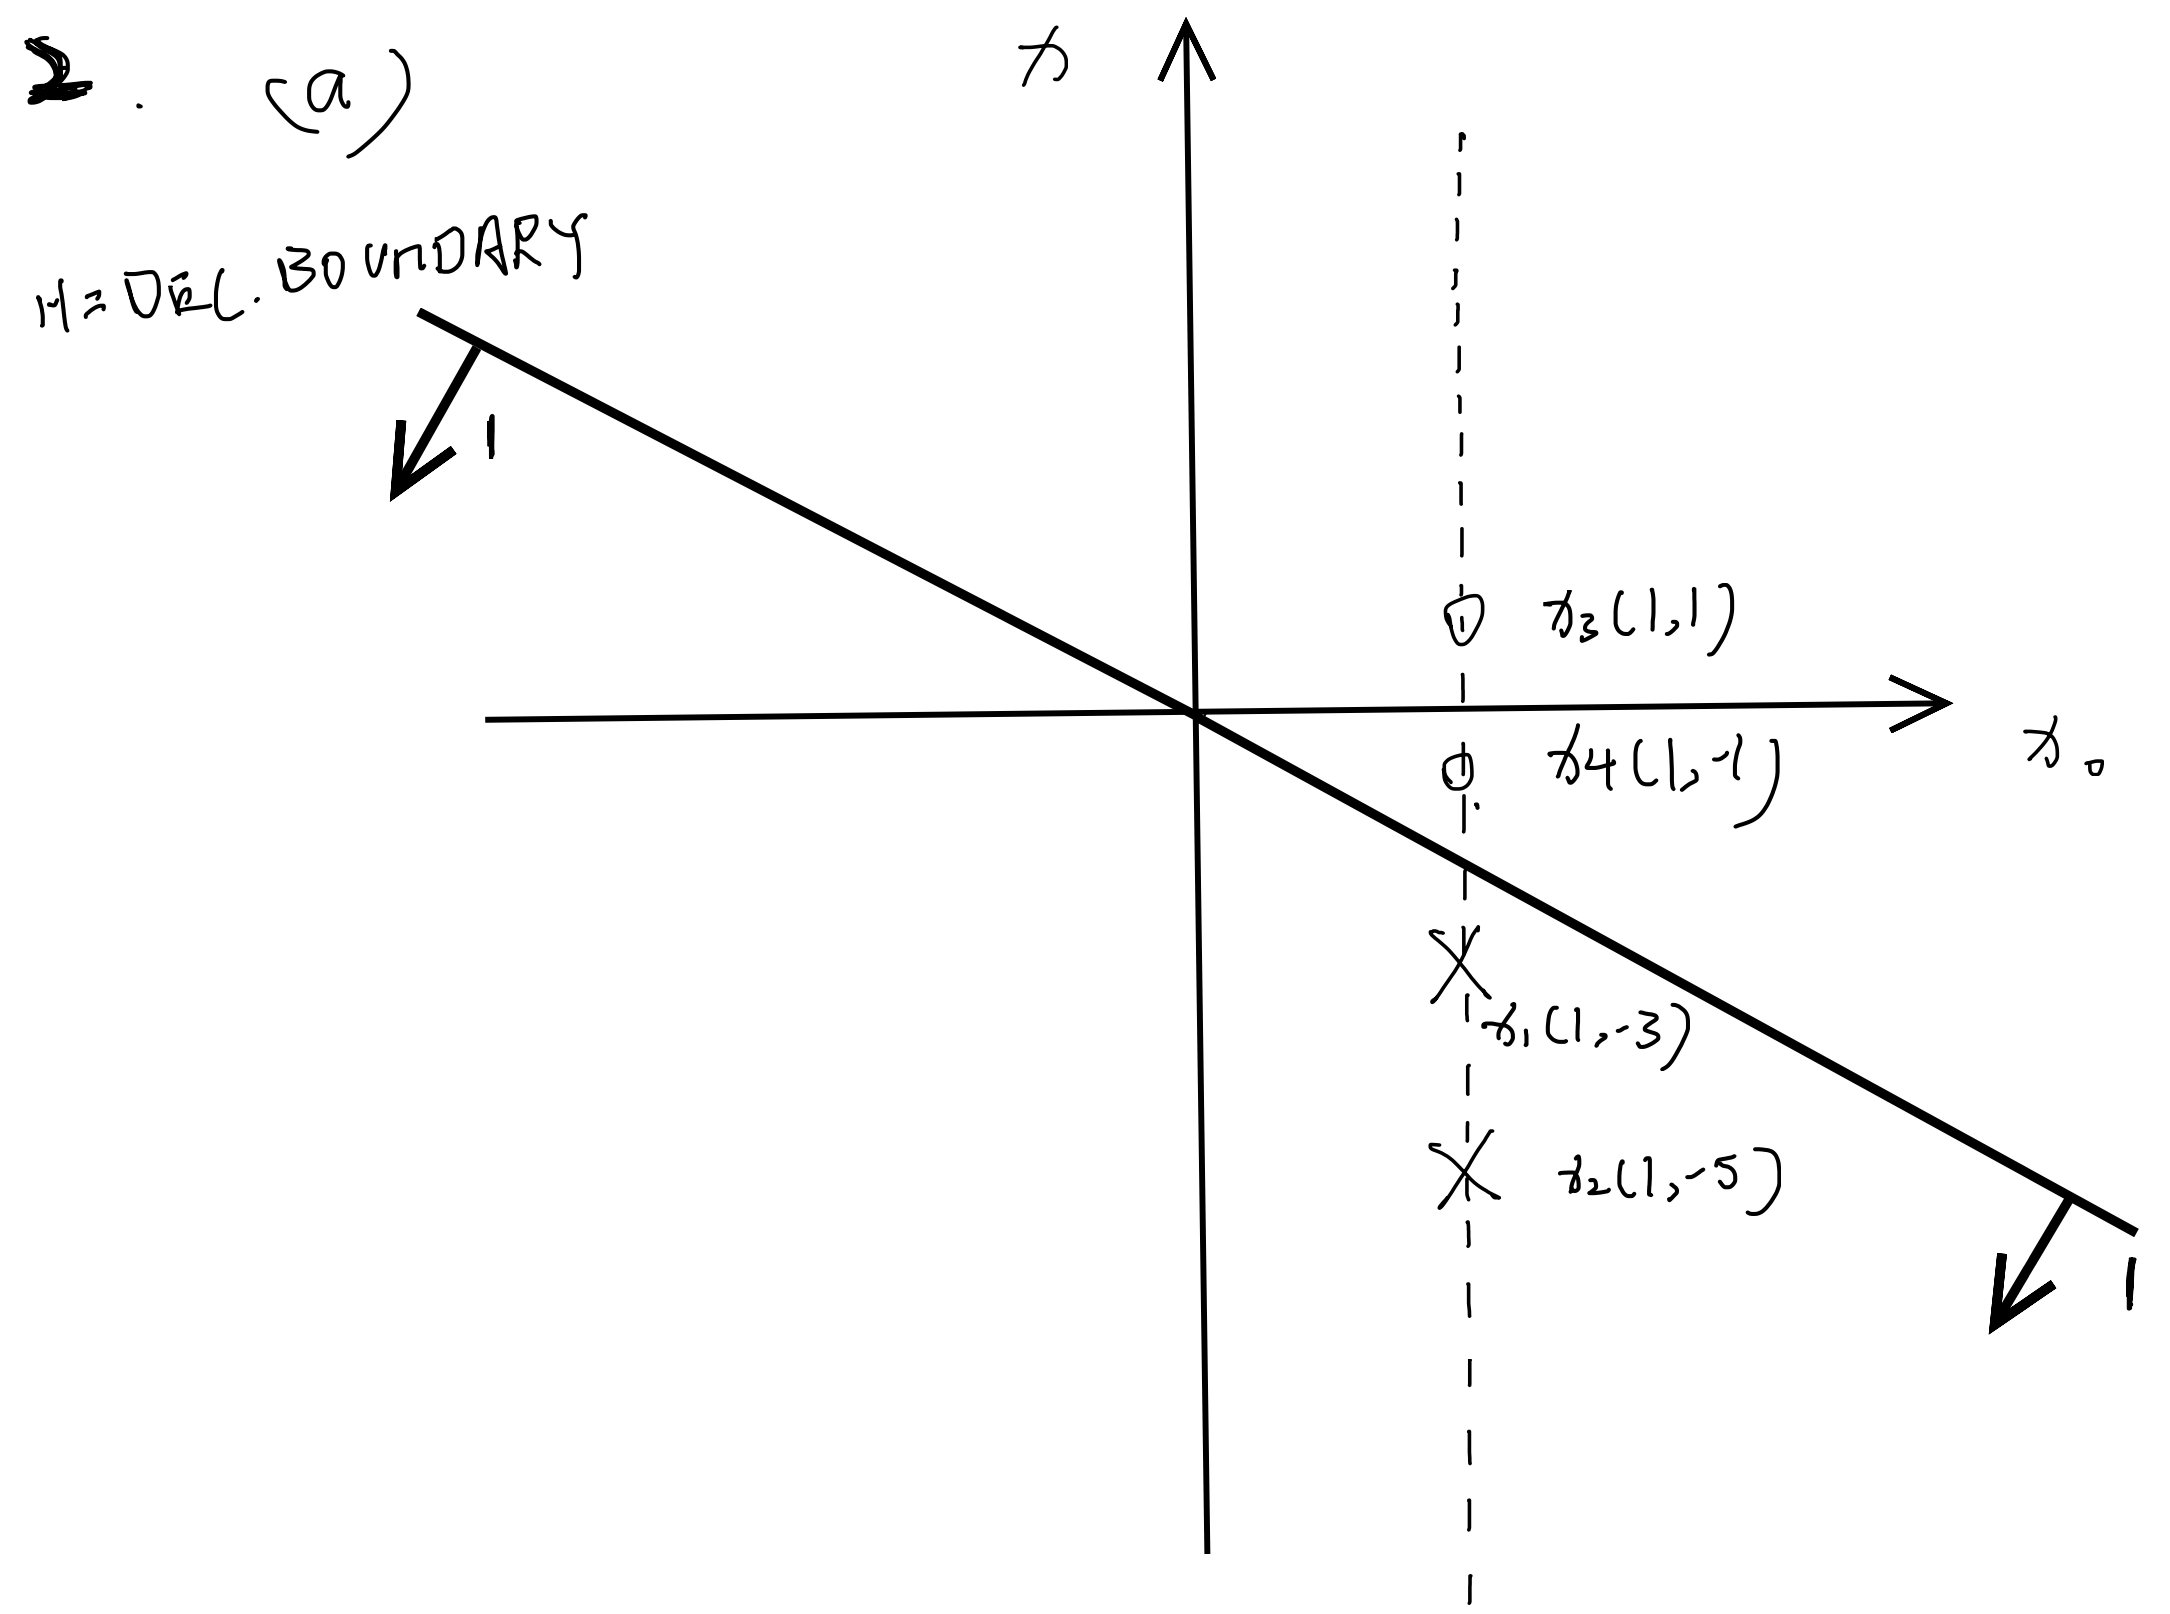 2. (a)
x
H = DEC. BOUNDARY
1
x3(1,1)
x4(1,-1)
x0
x1(1,-3)
x2(1,-5)
1